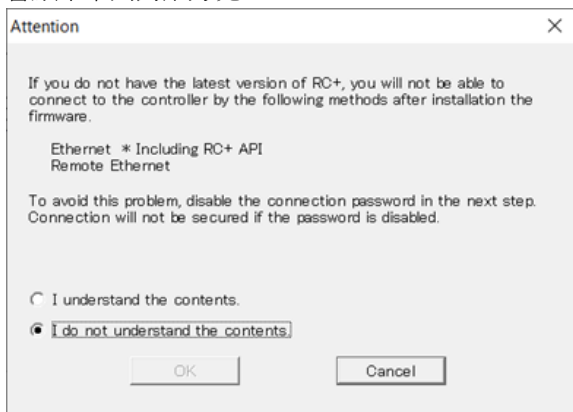 Attention
If you do not have the latest version of RC+, you will not be able to
connect to the controller by the following methods after installation the
firmware.
Ethernet * Including RC+ API
Remote Ethernet
To avoid this problem, disable the connection password in the next step.
Connection will not be secured if the password is disabled.
I understand the contents.
I do not understand the contents.
OK
Cancel